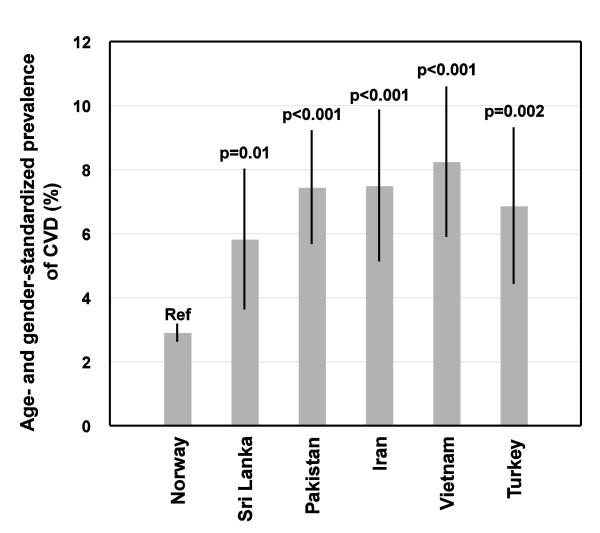 Age- and gender-standardized prevalence
of CVD (%)
12
10
8
6
4
2
0
Ref
p=0.01
p<0.001
p<0.001
p<0.001
p=0.002
Norway
Sri Lanka
Pakistan
Iran
Vietnam
Turkey